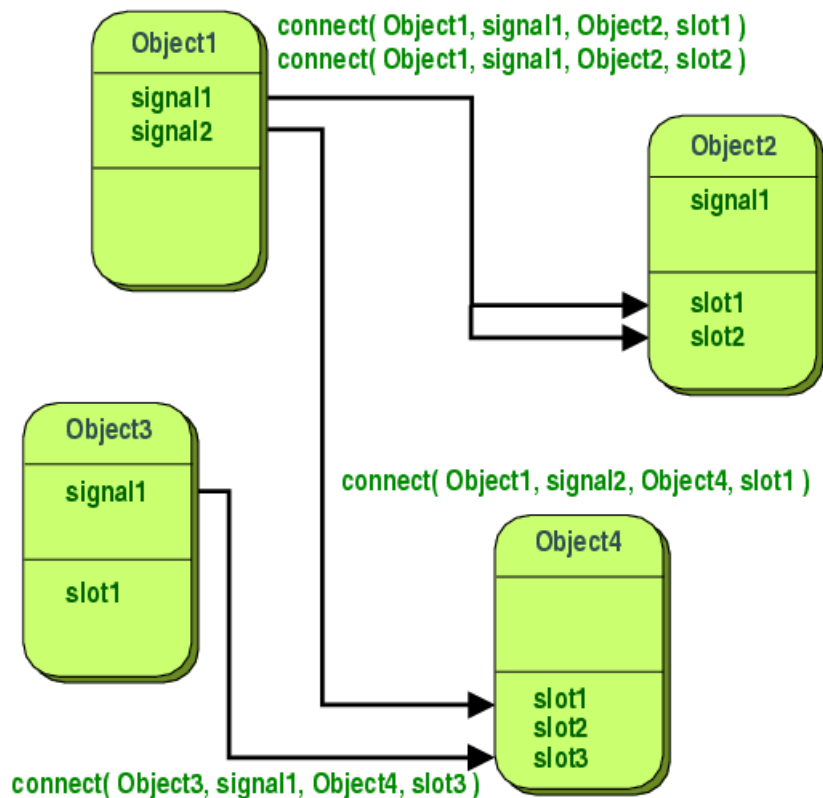 Object1
connect( Object1, signal1, Object2, slot1 )
connect( Object1, signal1, Object2, slot2 )
signal1
signal2
Object2
signal1
slot1
slot2
Object3
signal1
slot1
connect( Object1, signal2, Object4, slot1 )
Object4
slot1
slot2
slot3
connect( Object3, signal1, Object4, slot3 )